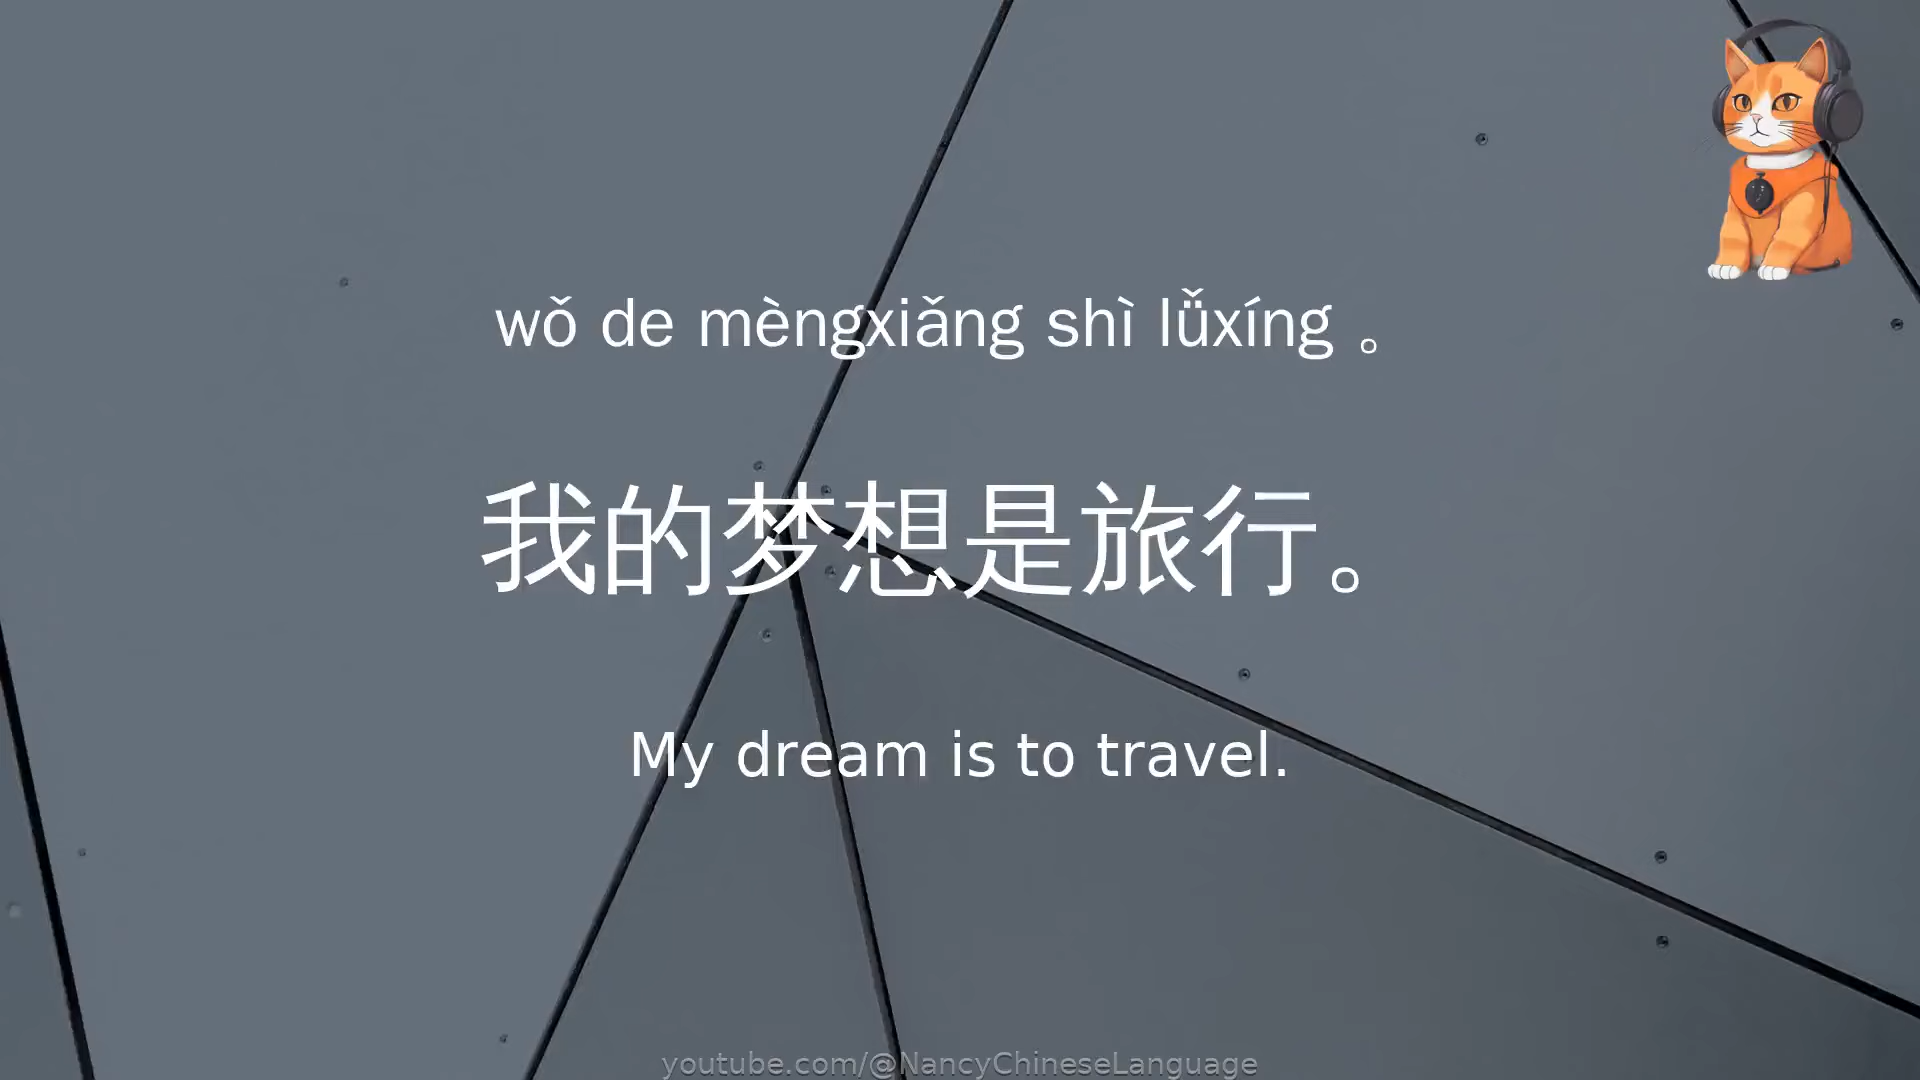 wǒ de mèngxiǎng shì lǚxíng 。
我的梦想是旅行。
My dream is to travel.
youtube.com/@NancyChineseLanguage